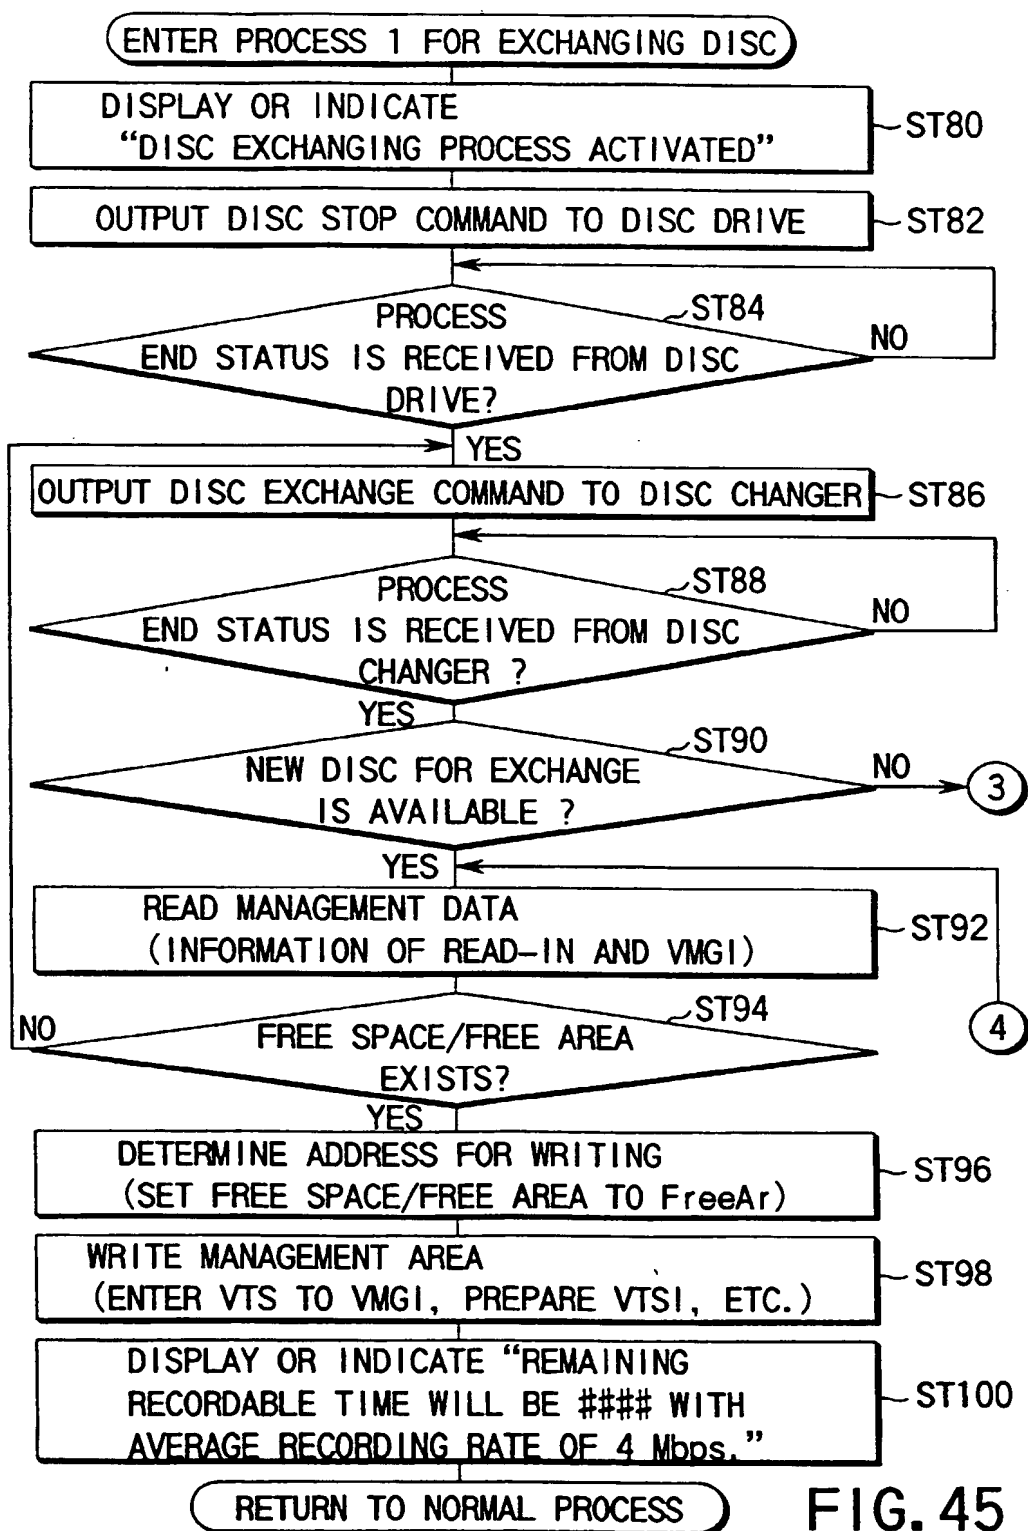 ENTER PROCESS 1 FOR EXCHANGING DISC
DISPLAY OR INDICATE
“DISC EXCHANGING PROCESS ACTIVATED”
ST80
OUTPUT DISC STOP COMMAND TO DISC DRIVE
ST82
ST84
PROCESS
END STATUS IS RECEIVED FROM DISC
DRIVE?
NO
YES
OUTPUT DISC EXCHANGE COMMAND TO DISC CHANGER
ST86
ST88
PROCESS
END STATUS IS RECEIVED FROM DISC
CHANGER ?
NO
YES
ST90
NEW DISC FOR EXCHANGE
IS AVAILABLE ?
NO
3
YES
READ MANAGEMENT DATA
(INFORMATION OF READ-IN AND VMGI)
ST92
ST94
FREE SPACE/FREE AREA
EXISTS?
NO
4
YES
DETERMINE ADDRESS FOR WRITING
(SET FREE SPACE/FREE AREA TO FreeAr)
ST96
WRITE MANAGEMENT AREA
(ENTER VTS TO VMGI, PREPARE VTSI, ETC.)
ST98
DISPLAY OR INDICATE “REMAINING
RECORDABLE TIME WILL BE #### WITH
AVERAGE RECORDING RATE OF 4 Mbps.”
ST100
RETURN TO NORMAL PROCESS
FIG. 45